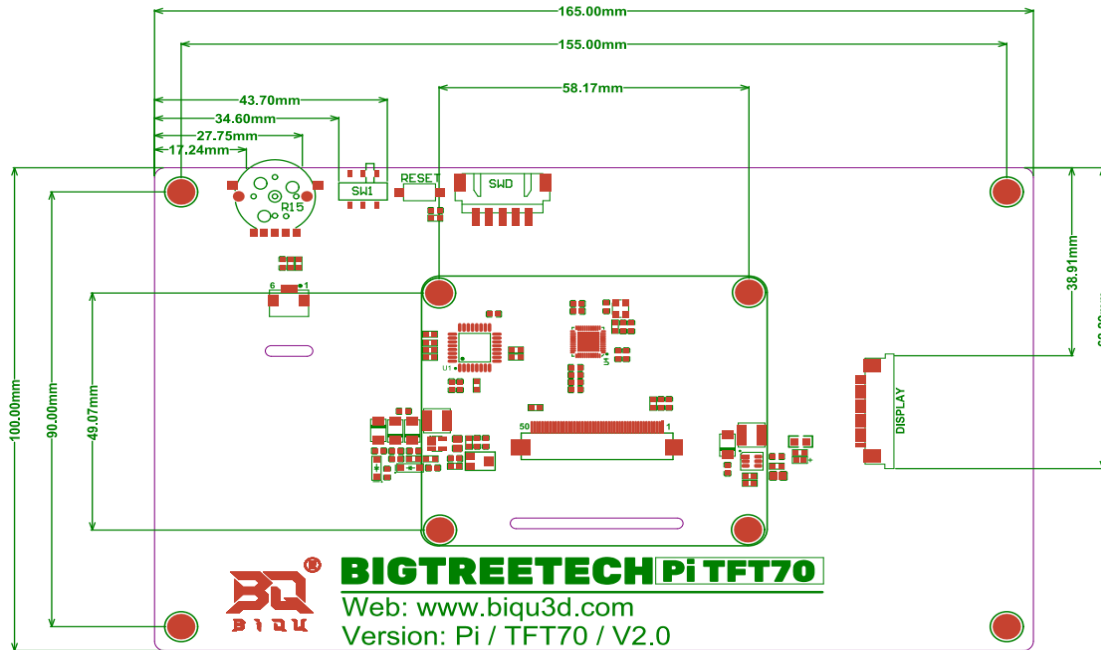 165.00mm
155.00mm
58.17mm
43.70mm
34.60mm
27.75mm
17.24mm
RESET
SW1
SWD
R15
6 1
38.91mm
100.00mm
90.00mm
49.07mm
U1
50 1
DISPLAY
BIGTREETECH Pi TFT70
BIQU
Web: www.biqu3d.com
Version: Pi / TFT70 / V2.0